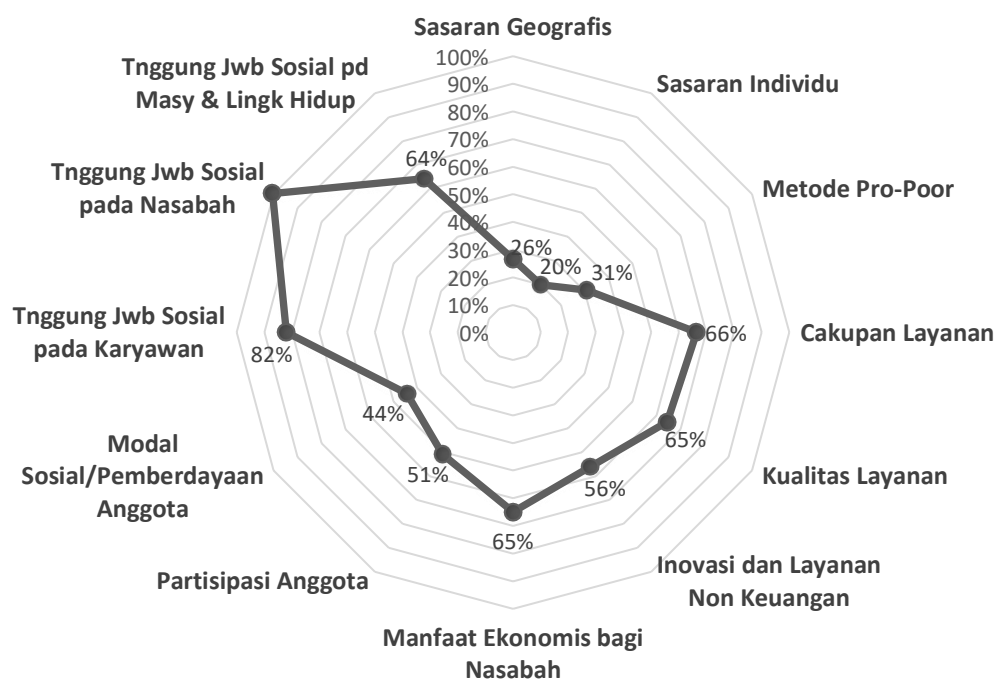 Sasaran Geografis
100%
90%
80%
70%
60%
50%
40%
30%
20%
10%
0%
Sasaran Individu
Metode Pro-Poor
Cakupan Layanan
Kualitas Layanan
Inovasi dan Layanan
Non Keuangan
Manfaat Ekonomis bagi
Nasabah
Partisipasi Anggota
Modal
Sosial/Pemberdayaan
Anggota
Tnggung Jwb Sosial
pada Karyawan
Tnggung Jwb Sosial
pada Nasabah
Tnggung Jwb Sosial pd
Masy & Lingk Hidup
26%
20%
31%
66%
65%
56%
65%
51%
44%
82%
64%